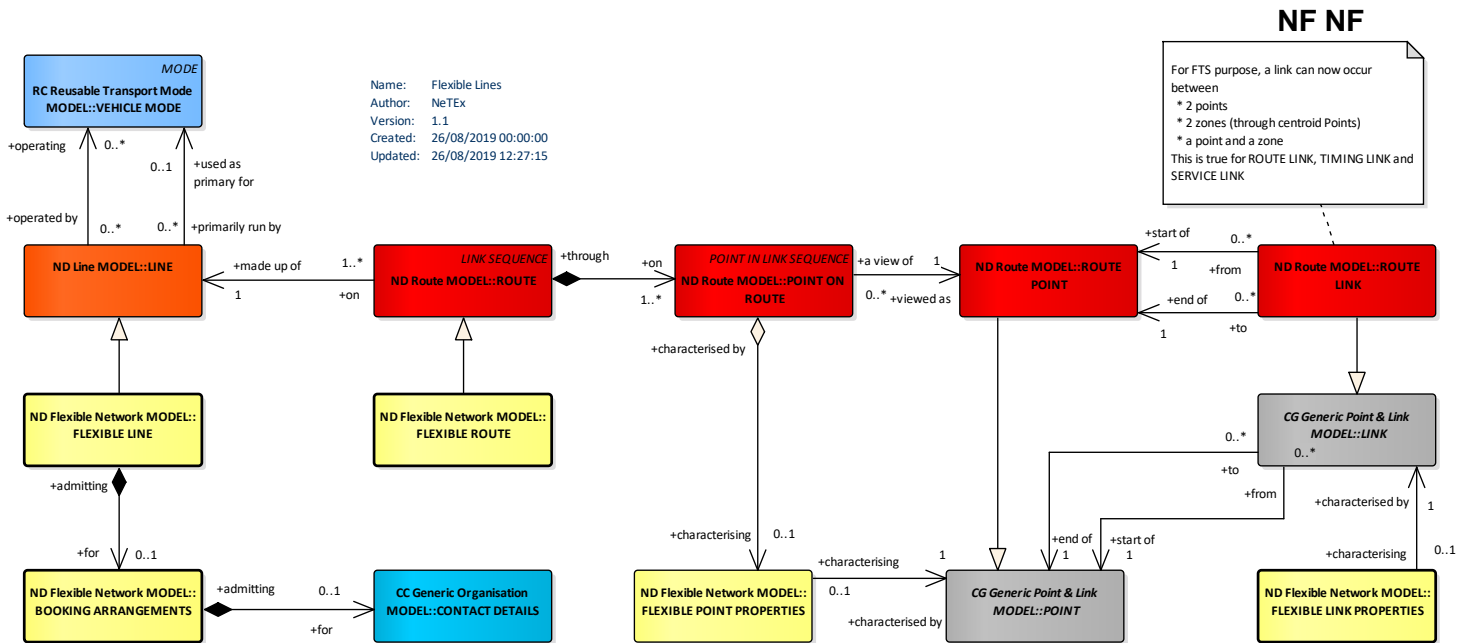 NF NF
For FTS purpose, a link can now occur
between
* 2 points
* 2 zones (through centroid Points)
* a point and a zone
This is true for ROUTE LINK, TIMING LINK and
SERVICE LINK
MODE
RC Reusable Transport Mode
MODEL::VEHICLE MODE
Name: Flexible Lines
Author: NeTEx
Version: 1.1
Created: 26/08/2019 00:00:00
Updated: 26/08/2019 12:27:15
+operating
0..*
0..1
+used as
primary for
+operated by
0..*
0..*
+primarily run by
ND Line MODEL::LINE
+made up of
1
1..*
+on
LINK SEQUENCE
ND Route MODEL::ROUTE
+through
+on
1..*
POINT IN LINK SEQUENCE
ND Route MODEL::POINT ON
ROUTE
+a view of
1
0..*
+viewed as
ND Route MODEL::ROUTE
POINT
+start of
0..*
1
+from
+end of
0..*
1
+to
ND Route MODEL::ROUTE
LINK
+characterised by
ND Flexible Network MODEL::
FLEXIBLE LINE
ND Flexible Network MODEL::
FLEXIBLE ROUTE
CG Generic Point & Link
MODEL::LINK
0..*
+to
0..*
+from
+characterised by
1
+admitting
+for
0..1
+characterising
0..1
+end of
1
+start of
1
+characterising
0..1
ND Flexible Network MODEL::
BOOKING ARRANGEMENTS
+admitting
0..1
+for
CC Generic Organisation
MODEL::CONTACT DETAILS
ND Flexible Network MODEL::
FLEXIBLE POINT PROPERTIES
+characterising
1
0..1
+characterised by
CG Generic Point & Link
MODEL::POINT
ND Flexible Network MODEL::
FLEXIBLE LINK PROPERTIES